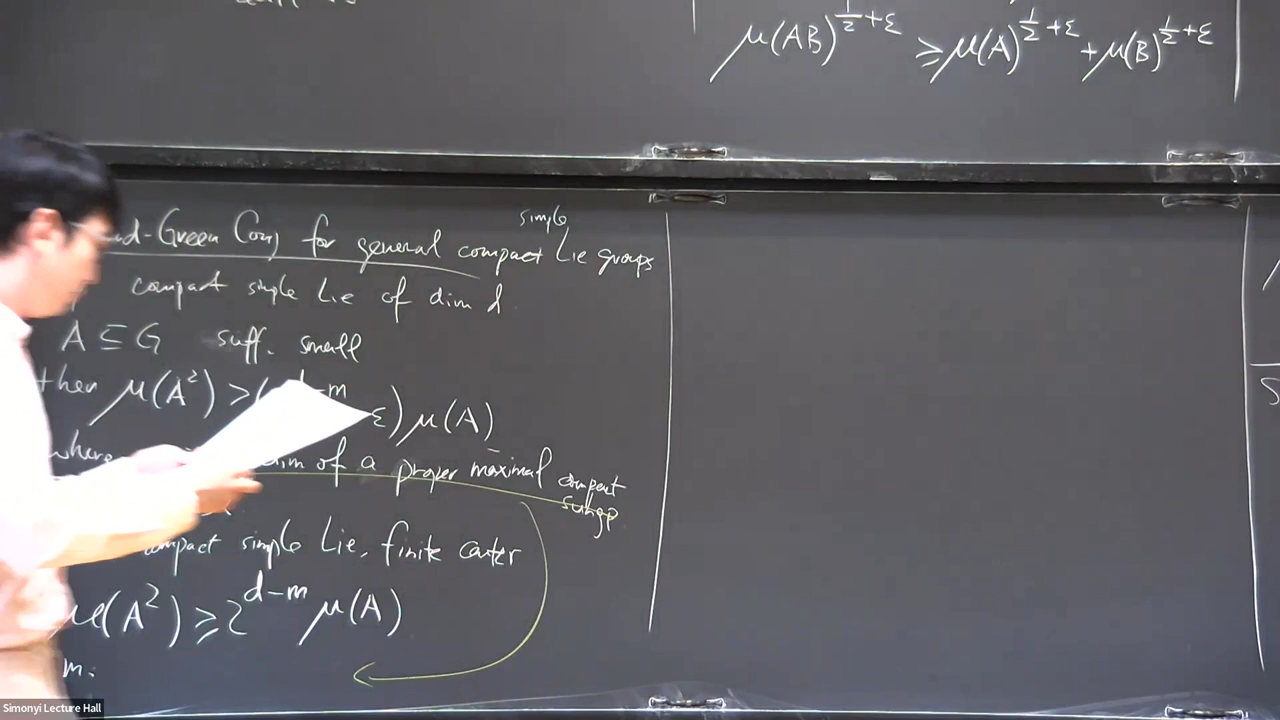 μ(AB)^{1/2+ε} ≥ μ(A)^{1/2+ε} + μ(B)^{1/2+ε}
d-Green Conj for general compact simple Lie groups
compact simple Lie of dim d
A ⊆ G suff. small
then μ(A²) > ( -m ε) μ(A)
where dim of a proper maximal compact subgp
compact simple Lie, finite center
μ(A²) ≥ 2^{d-m} μ(A)
m.
Simonyi Lecture Hall